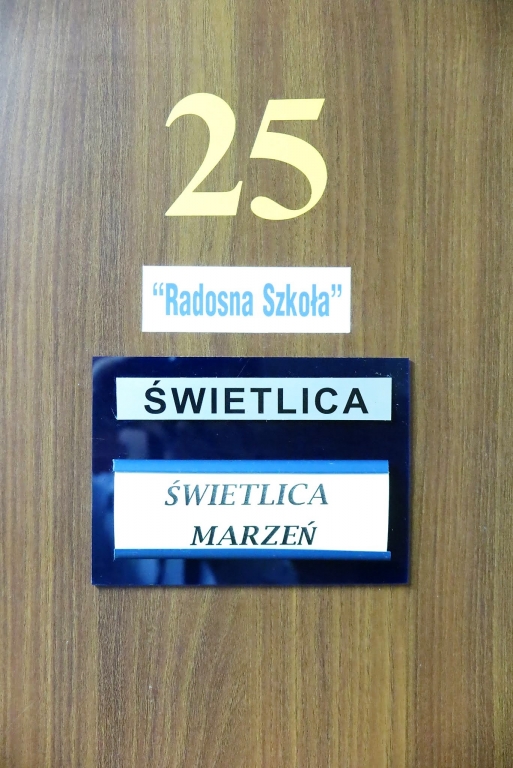 25
“Radosna Szkoła”
ŚWIETLICA
ŚWIETLICA
MARZEŃ